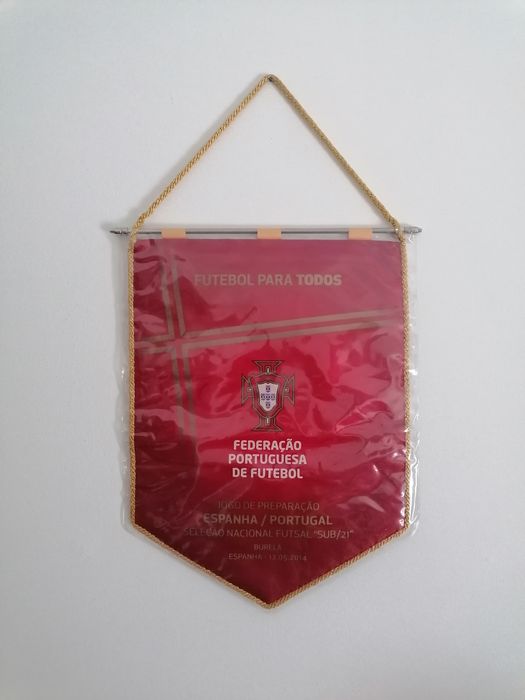 FUTEBOL PARA TODOS
FEDERAÇÃO
PORTUGUESA
DE FUTEBOL
JOGO DE PREPARAÇÃO
ESPANHA / PORTUGAL
SELEÇÃO NACIONAL FUTSAL "SUB/21"
BURELA
ESPANHA - 13.05.2014